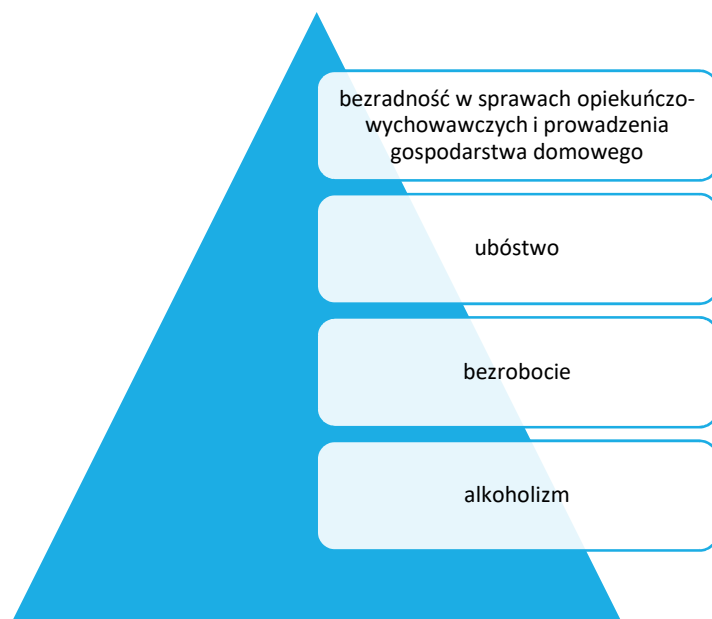 bezradność w sprawach opiekuńczo-
wychowawczych i prowadzenia
gospodarstwa domowego
ubóstwo
bezrobocie
alkoholizm